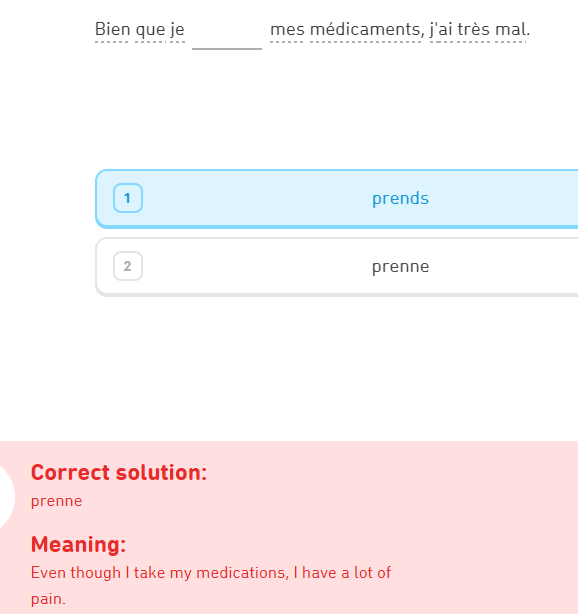 Bien que je ______ mes médicaments, j'ai très mal.
1 prends
2 prenne
Correct solution:
prenne
Meaning:
Even though I take my medications, I have a lot of
pain.